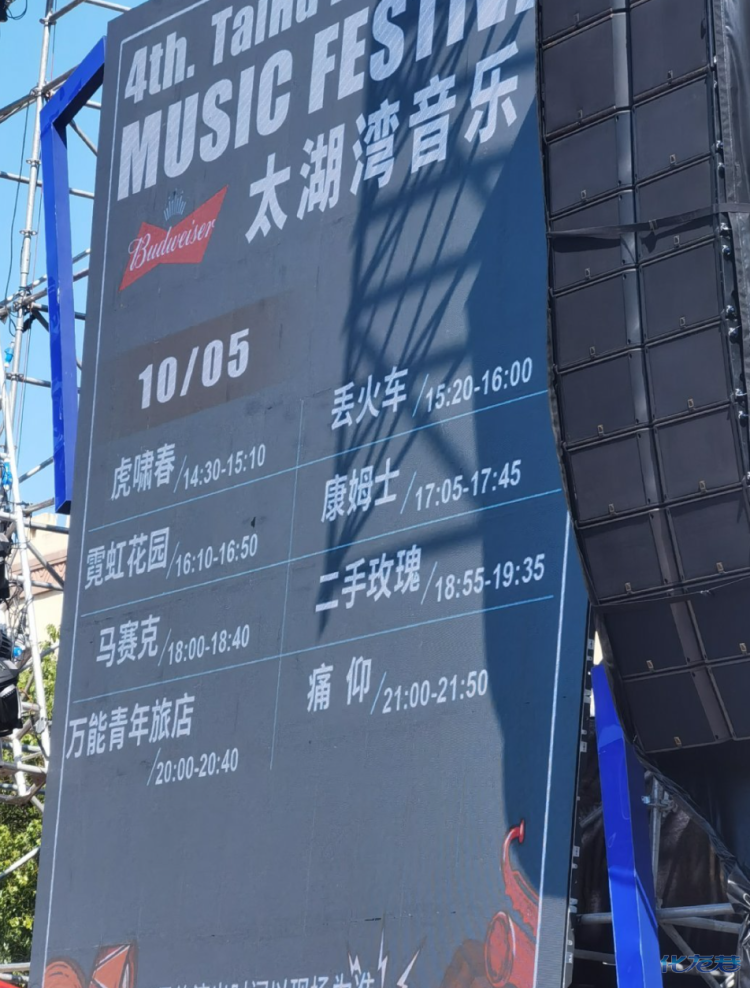 4th. Taihu
MUSIC FESTIV
太湖湾音乐
Budweiser
10/05
丢火车/15:20-16:00
虎啸春/14:30-15:10
康姆士/17:05-17:45
霓虹花园/16:10-16:50
二手玫瑰/18:55-19:35
马赛克/18:00-18:40
痛仰/21:00-21:50
万能青年旅店
/20:00-20:40